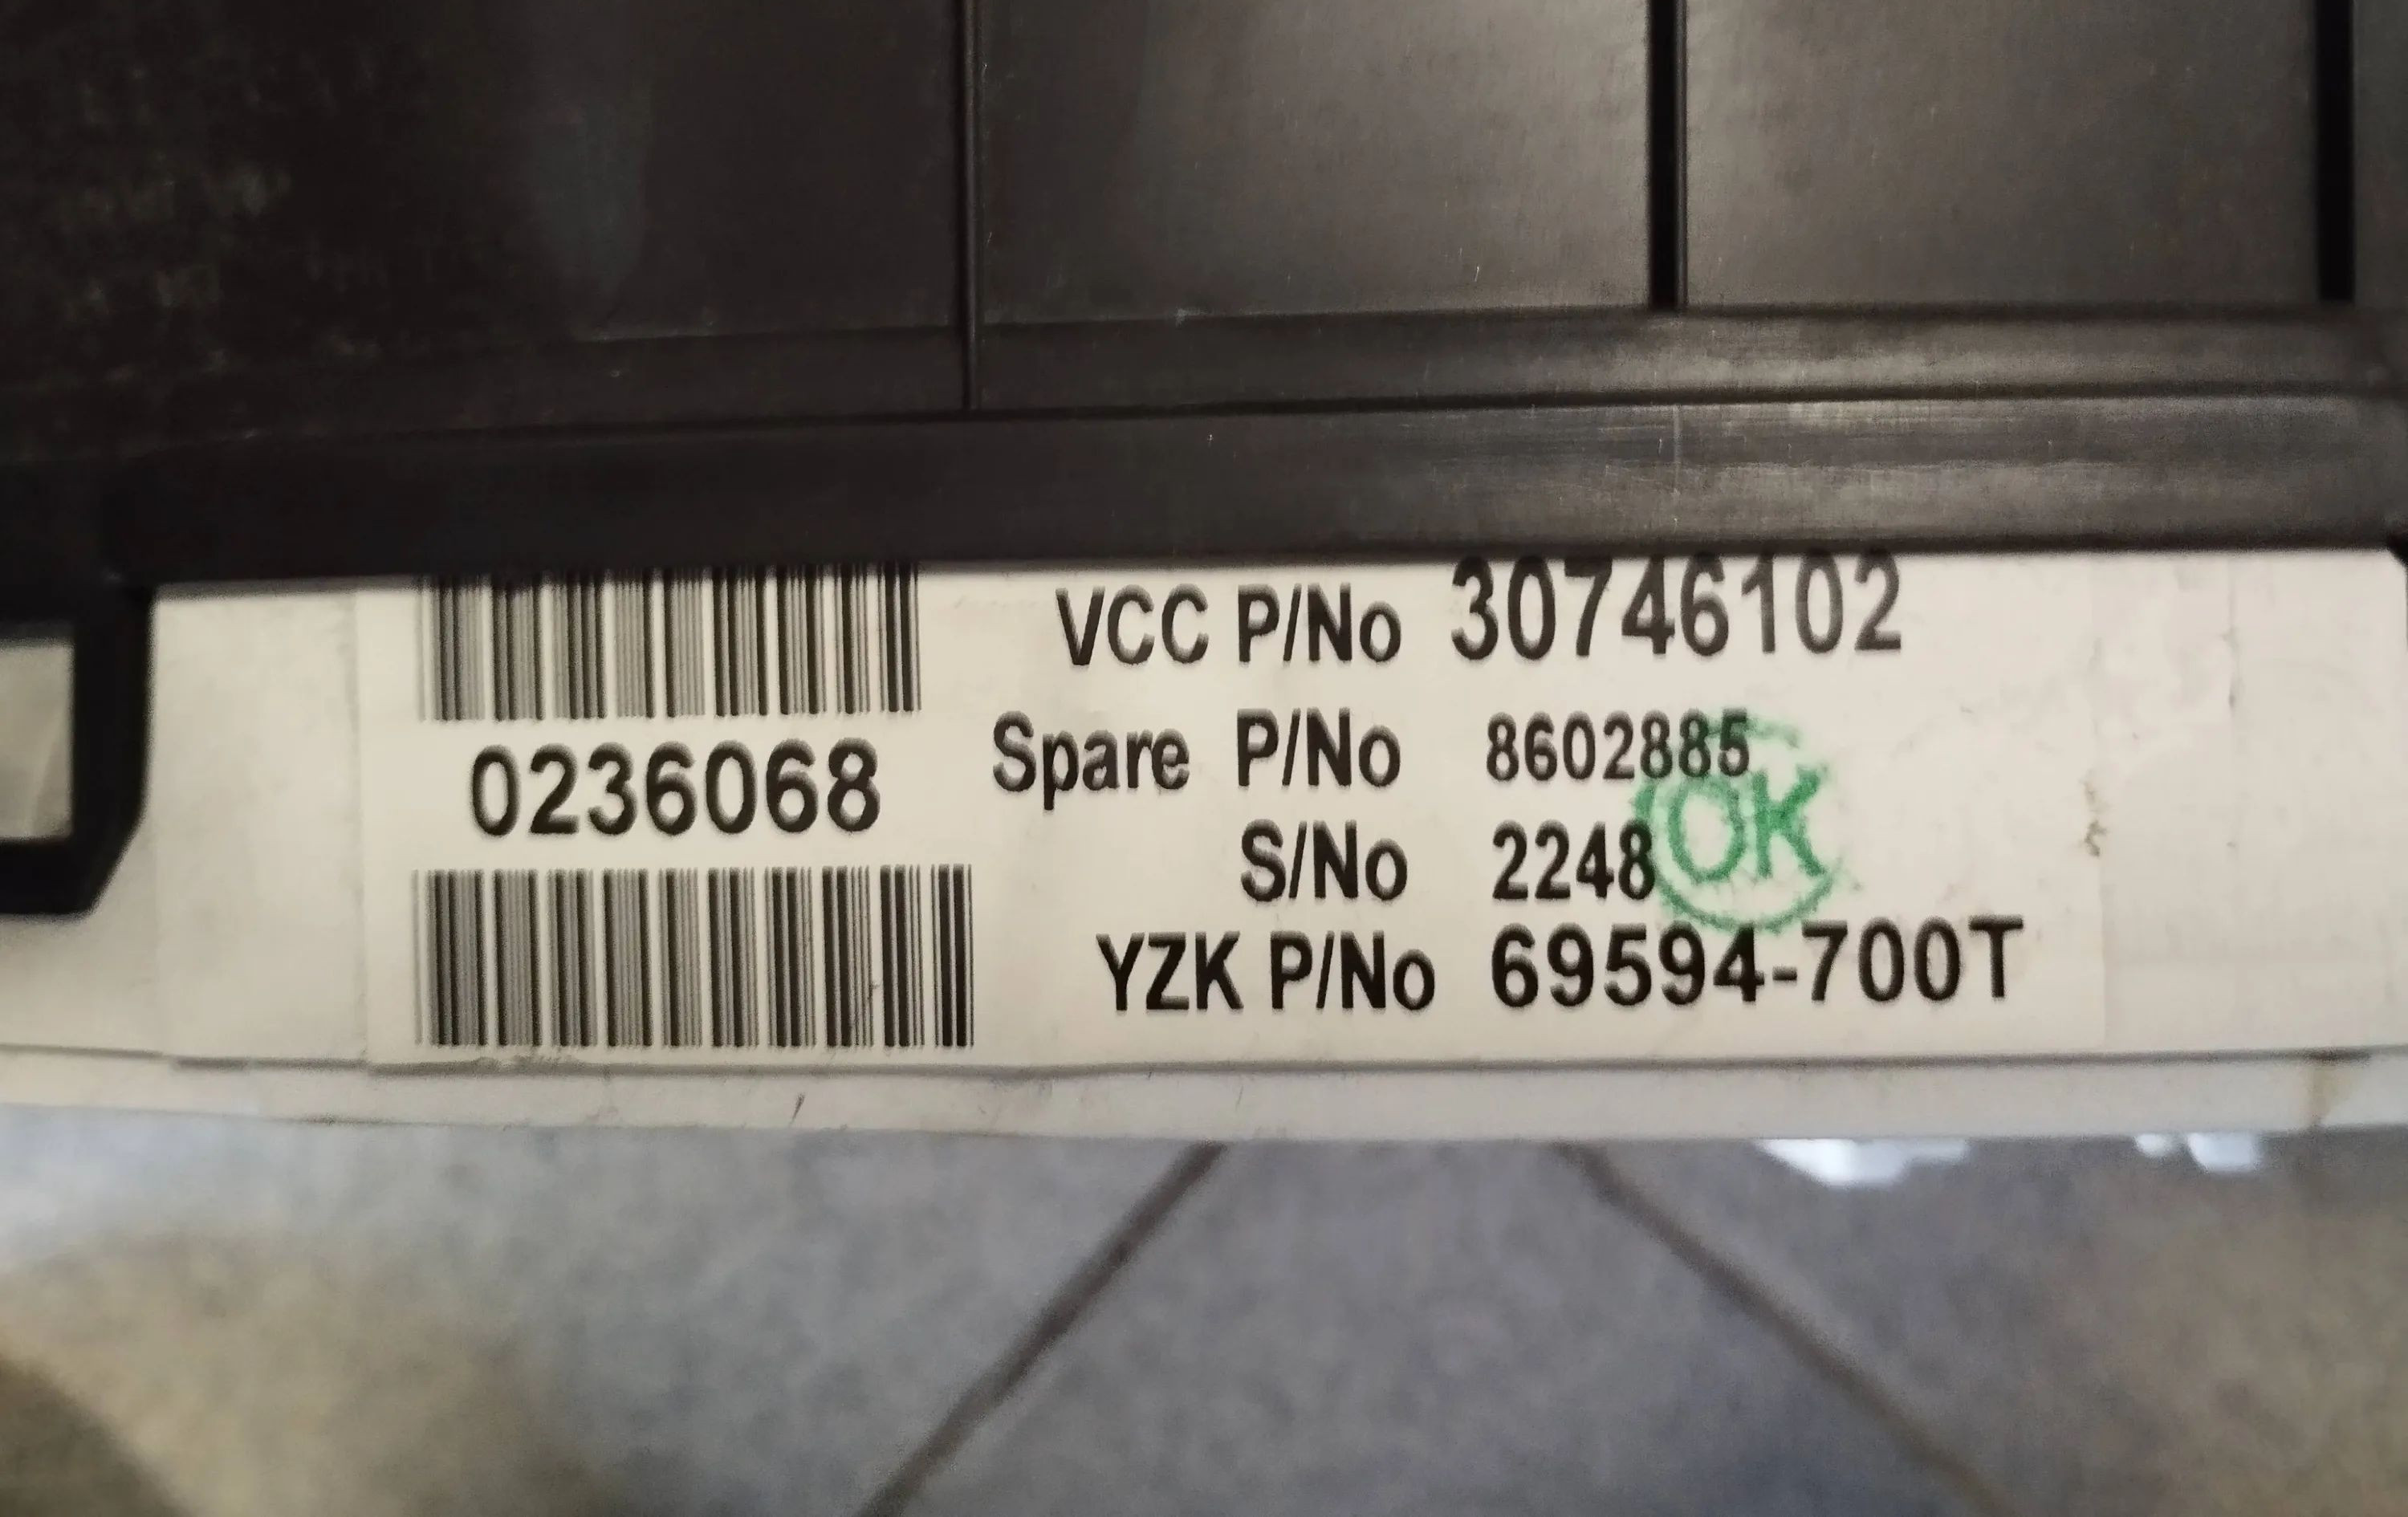 VCC P/No 30746102
0236068
Spare P/No 8602885
S/No 2248
OK
YZK P/No 69594-700T